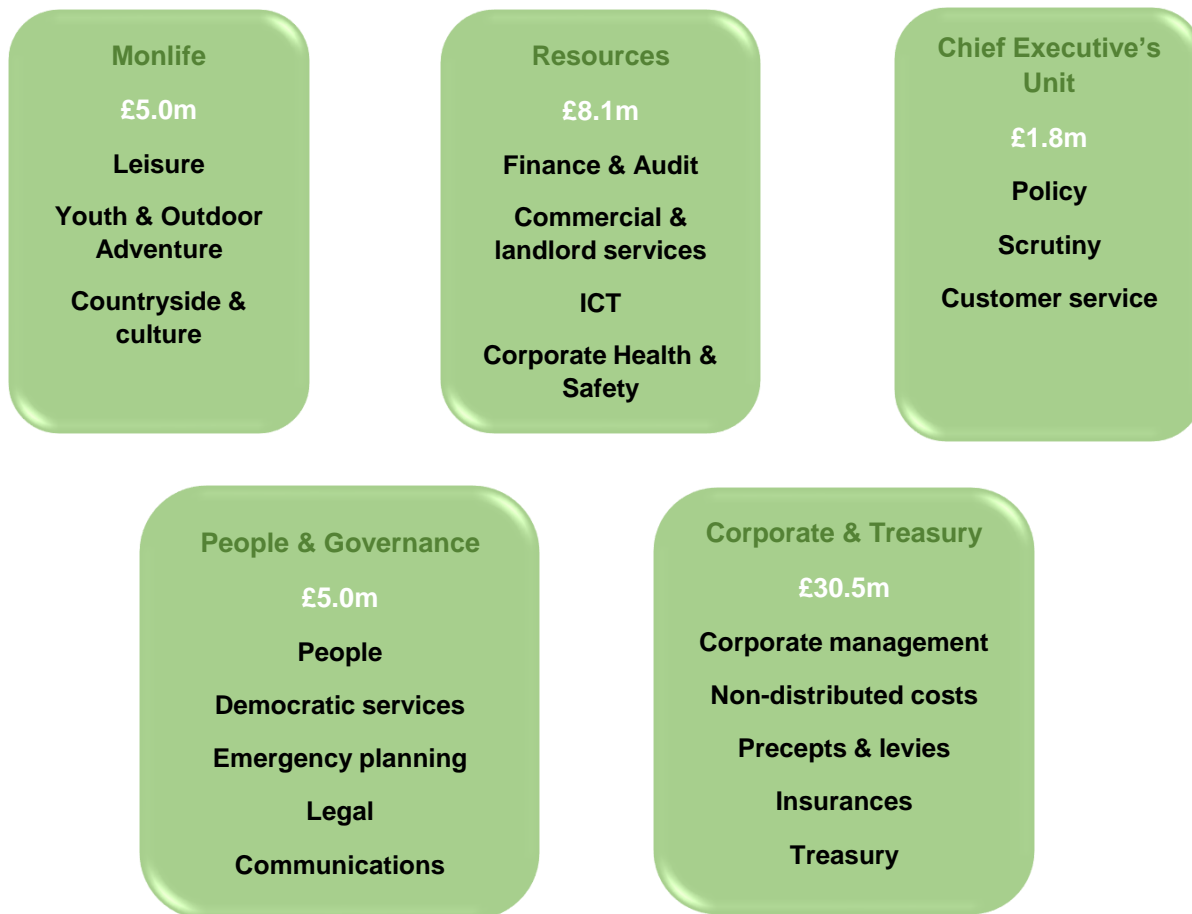 Monlife
£5.0m
Leisure
Youth & Outdoor
Adventure
Countryside &
culture
Resources
£8.1m
Finance & Audit
Commercial &
landlord services
ICT
Corporate Health &
Safety
Chief Executive's
Unit
£1.8m
Policy
Scrutiny
Customer service
People & Governance
£5.0m
People
Democratic services
Emergency planning
Legal
Communications
Corporate & Treasury
£30.5m
Corporate management
Non-distributed costs
Precepts & levies
Insurances
Treasury